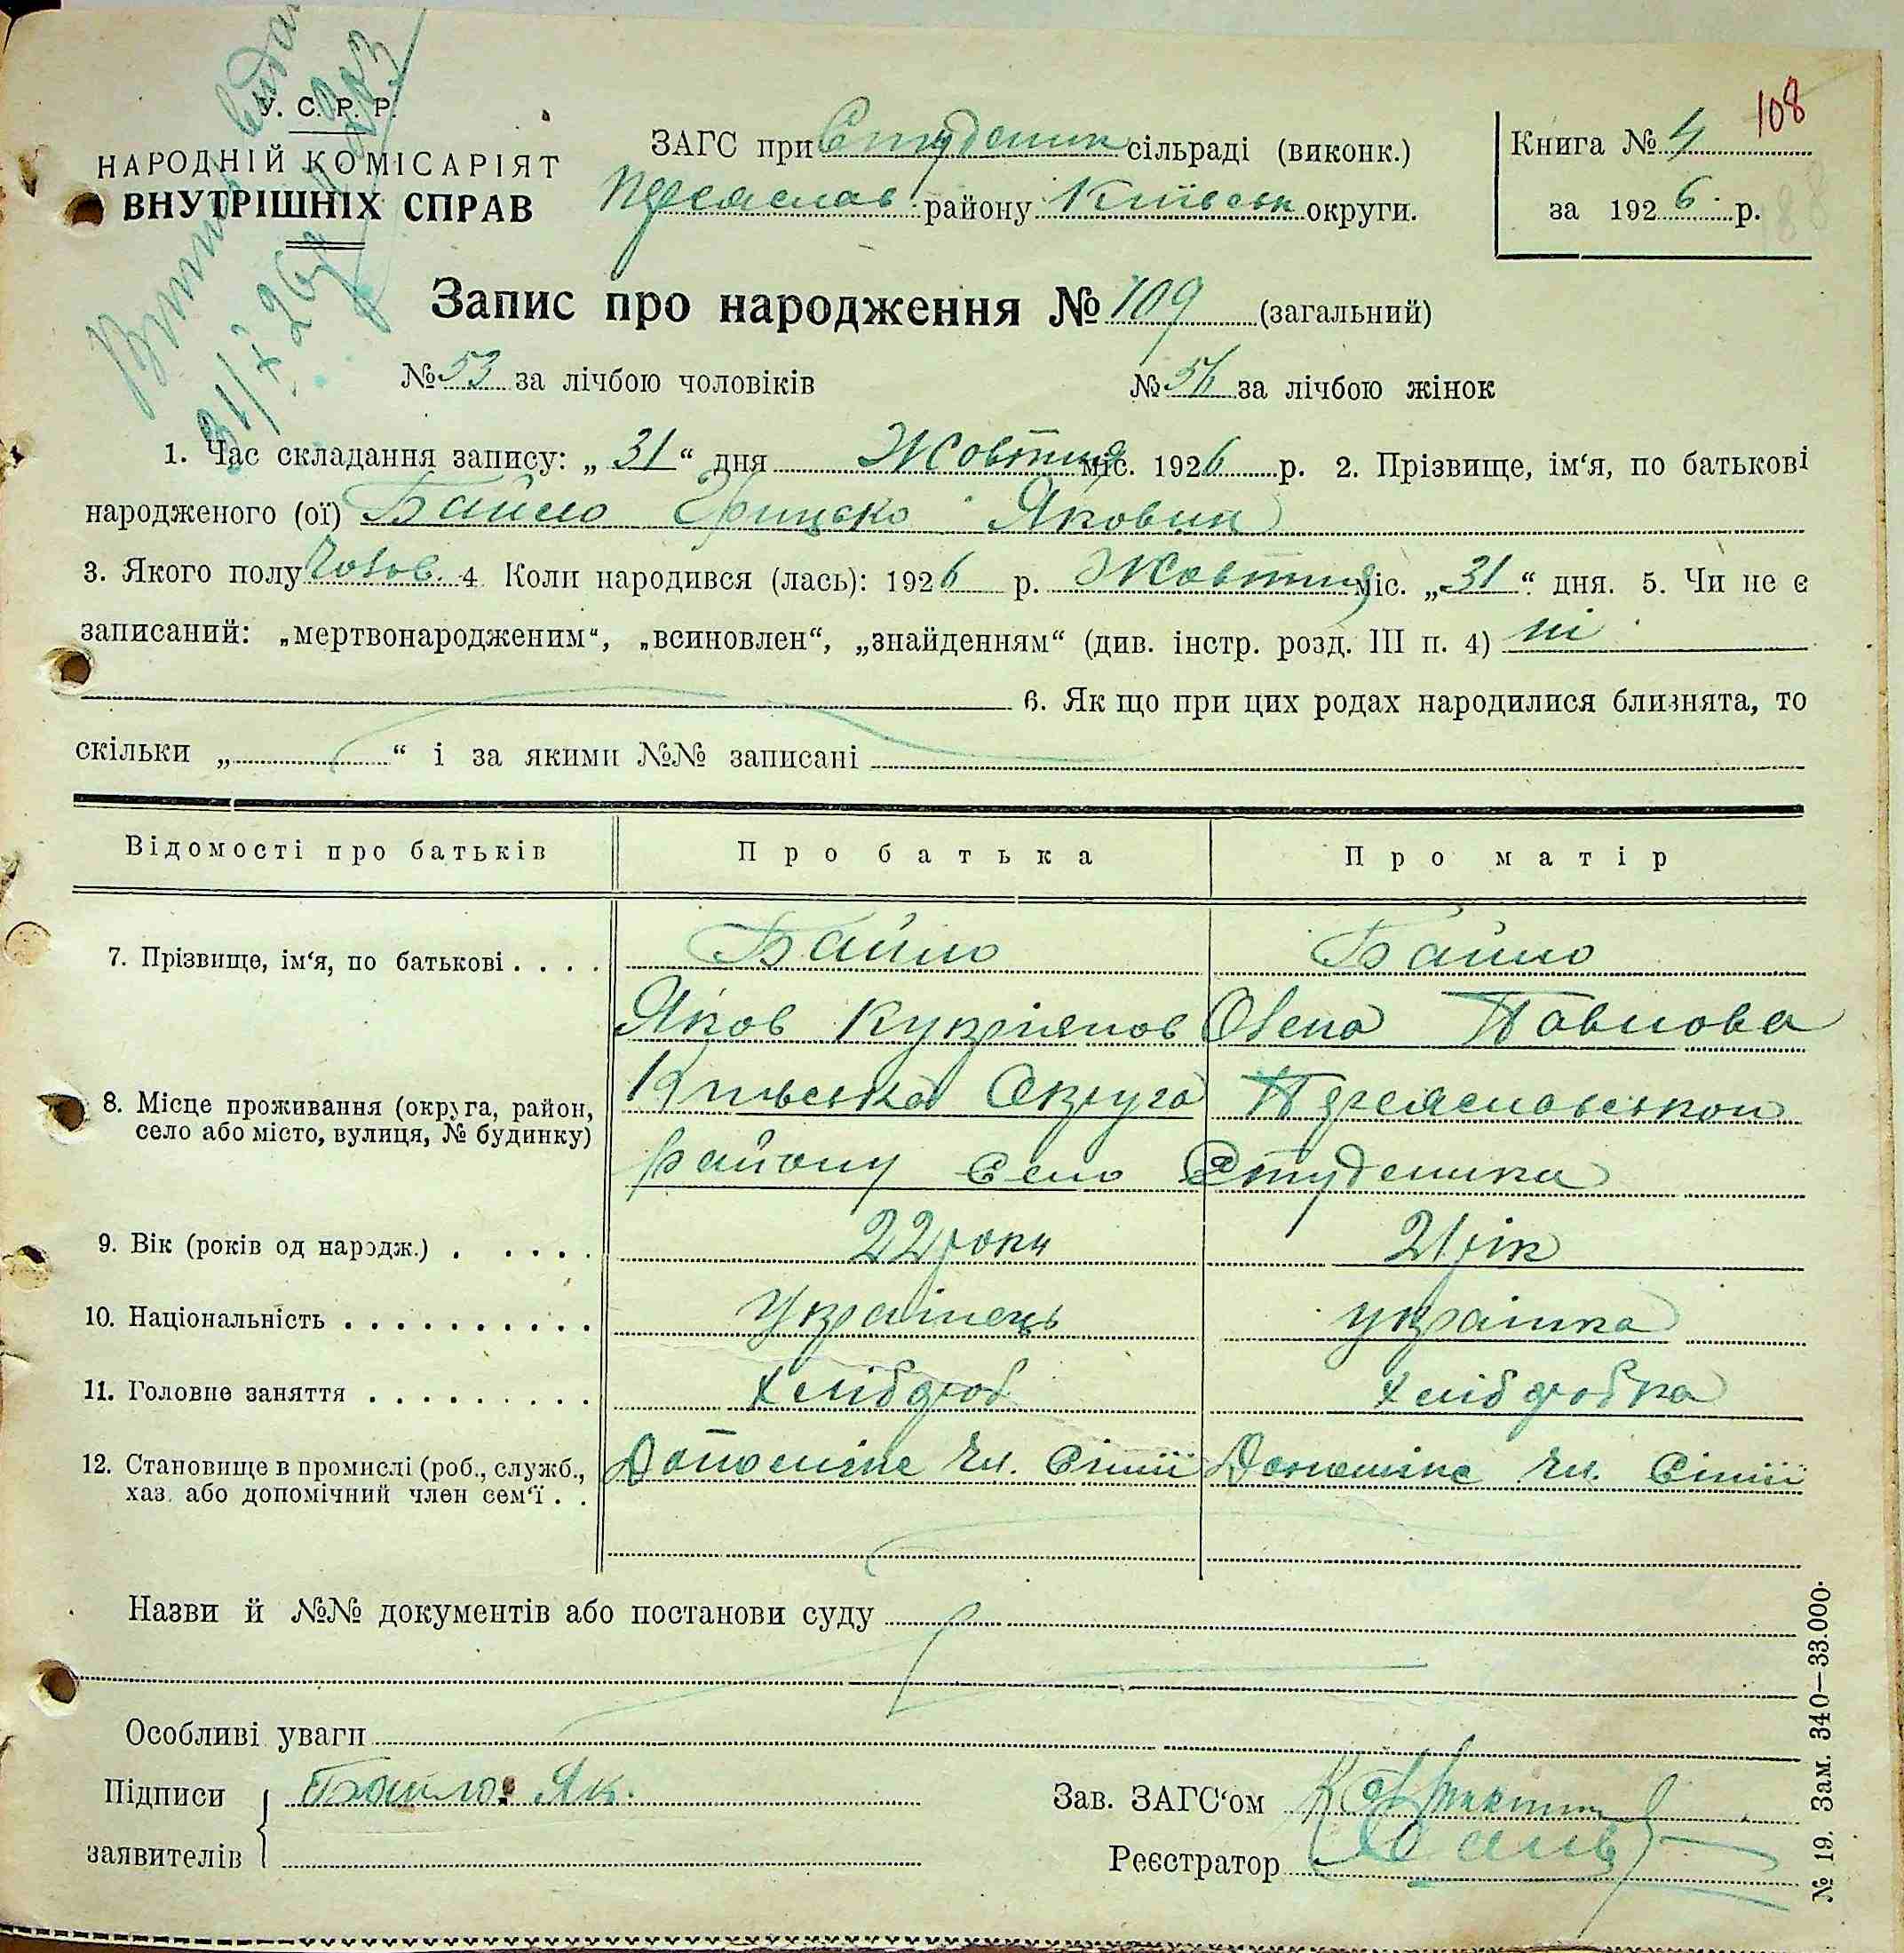 108
У. С. Р. Р.
НАРОДНІЙ КОМІСАРІЯТ
ВНУТРІШНІХ СПРАВ
ЗАГС при Студеник сільраді (виконк.)
Переяслав району Київськ округи.
Книга № 4
за 1926 р.
31/X 26 р
Запис про народження № 109 (загальний)
№ 53 за лічбою чоловіків № 56 за лічбою жінок
1. Час складання запису: „31“ дня Жовтня міс. 1926 р. 2. Прізвище, ім‘я, по батькові
народженого (ої) Байло Грицько Якович
3. Якого полу Чолов. 4 Коли народився (лась): 1926 р. Жовтня міс. „31“ дня. 5. Чи не є
записаний: „мертвонародженим“, „всиновлен“, „знайденням“ (див. інстр. розд. III п. 4) ні
6. Як що при цих родах народилися близнята, то
скільки „ “ і за якими №№ записані
Відомості про батьків Про батька Про матір
7. Прізвище, ім‘я, по батькові . . . . Байло Байло
Яков Купріянов Олена Павлова
8. Місце проживання (округа, район, село або місто, вулиця, № будинку) Київська Округа Переяславськой
району Село Студеника
9. Вік (років од народж.) . . . . . 22 роки 21 рік
10. Національність . . . . . . . . . . Українець українка
11. Головне заняття . . . . . . . . . хлібороб хліборобка
12. Становище в промислі (роб., служб., Допоміне чл. Сімії Допоміне чл. Сімії
хаз. або допомічний член сем‘ї . .
Назви й №№ документів або постанови суду
Особливі уваги
Підписи Байло Як.
заявителів
Зав. ЗАГС‘ом
Реєстратор
№ 19. Зам. 340—33.000.